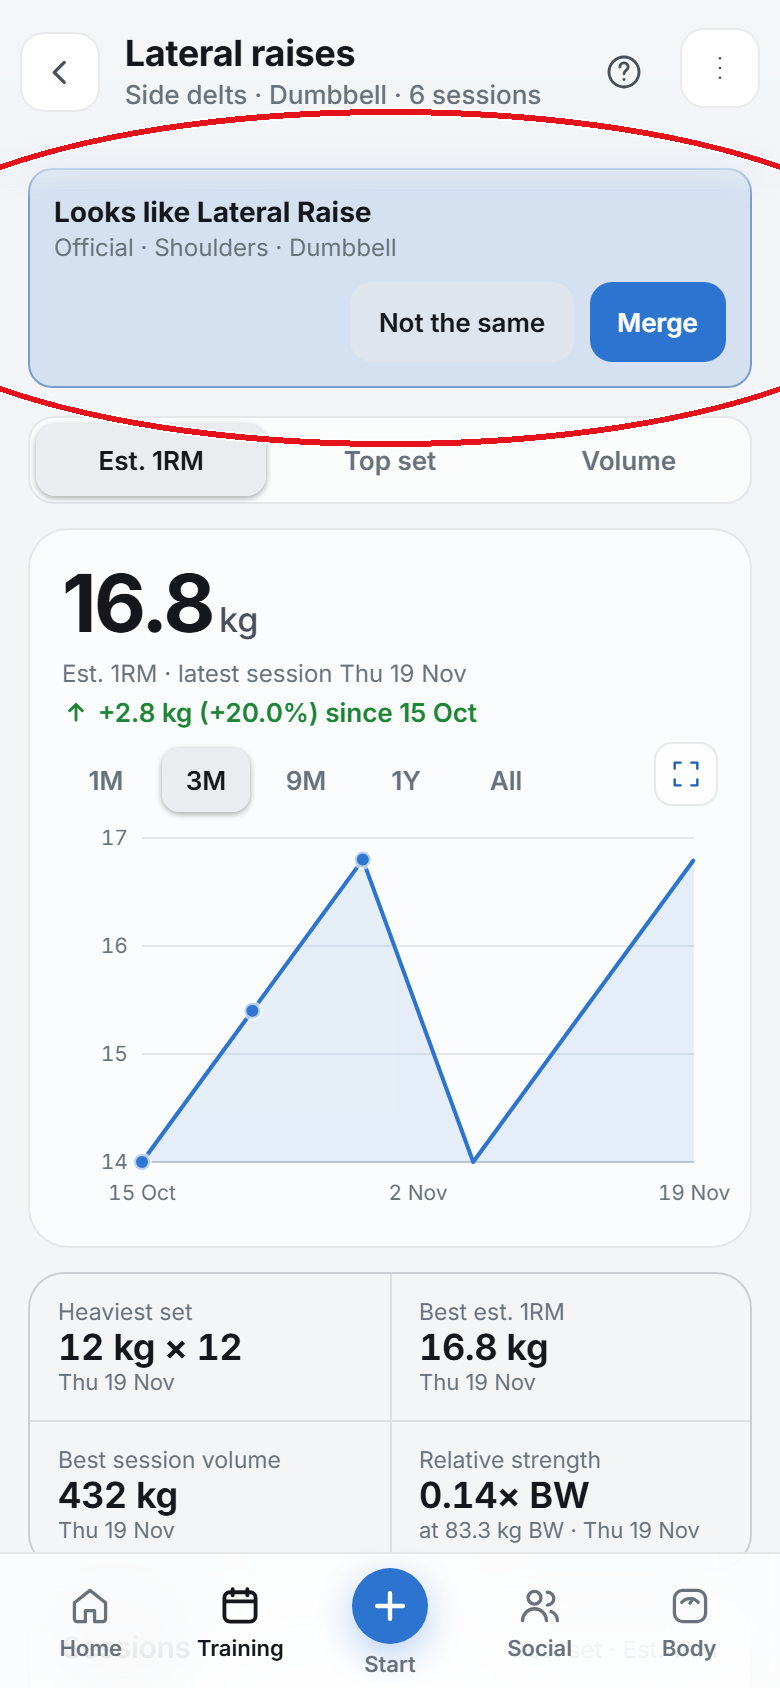 Lateral raises
Side delts · Dumbbell · 6 sessions
Looks like Lateral Raise
Official · Shoulders · Dumbbell
Not the same
Merge
Est. 1RM
Top set
Volume
16.8 kg
Est. 1RM · latest session Thu 19 Nov
↑ +2.8 kg (+20.0%) since 15 Oct
1M
3M
9M
1Y
All
17
16
15
14
15 Oct
2 Nov
19 Nov
Heaviest set
12 kg × 12
Thu 19 Nov
Best est. 1RM
16.8 kg
Thu 19 Nov
Best session volume
432 kg
Thu 19 Nov
Relative strength
0.14× BW
at 83.3 kg BW · Thu 19 Nov
Sessions
Home
Training
Start
Social
Body